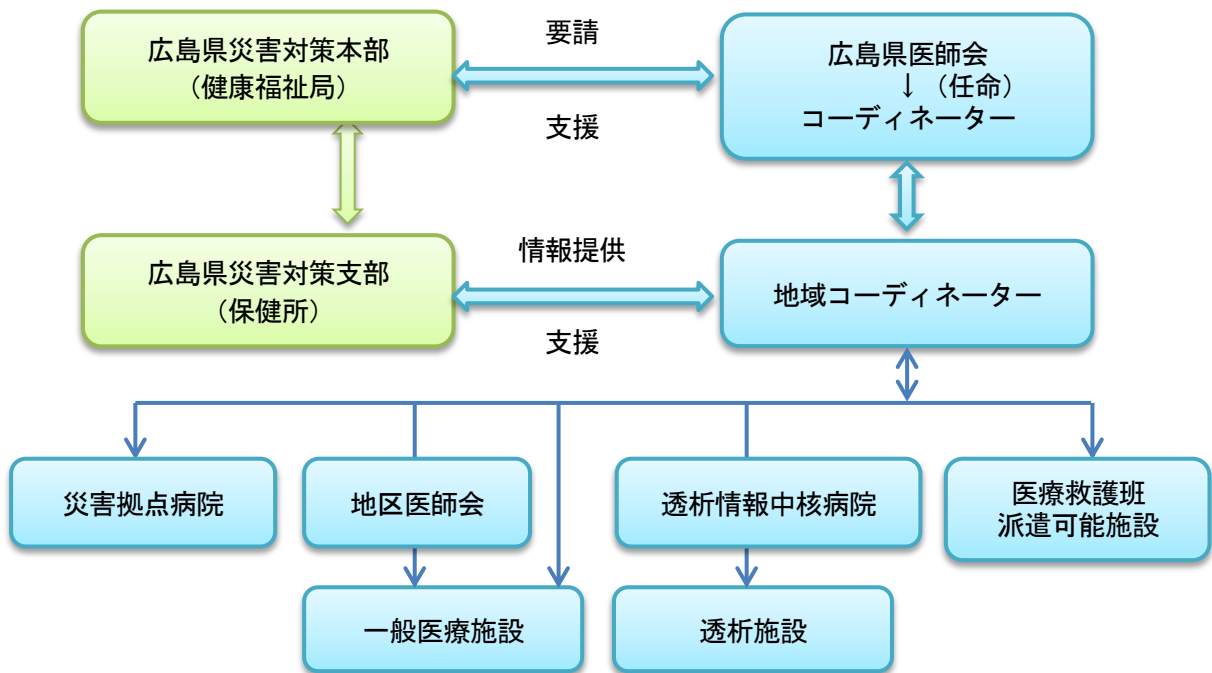 広島県災害対策本部
（健康福祉局）
要請
支援
広島県医師会
↓（任命）
コーディネーター
広島県災害対策支部
（保健所）
情報提供
支援
地域コーディネーター
災害拠点病院
地区医師会
透析情報中核病院
医療救護班
派遣可能施設
一般医療施設
透析施設